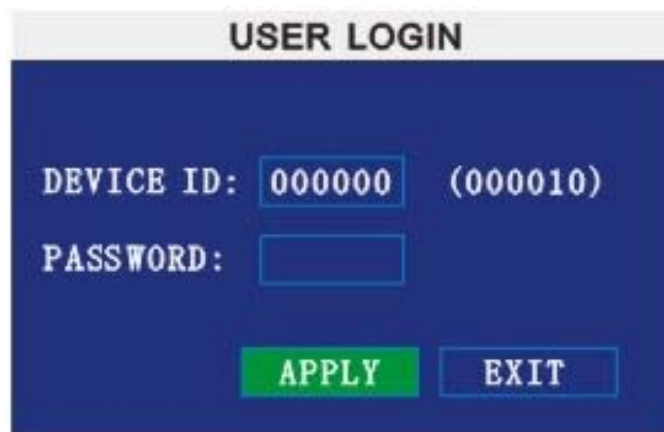 USER LOGIN
DEVICE ID: 000000 (000010)
PASSWORD:
APPLY EXIT